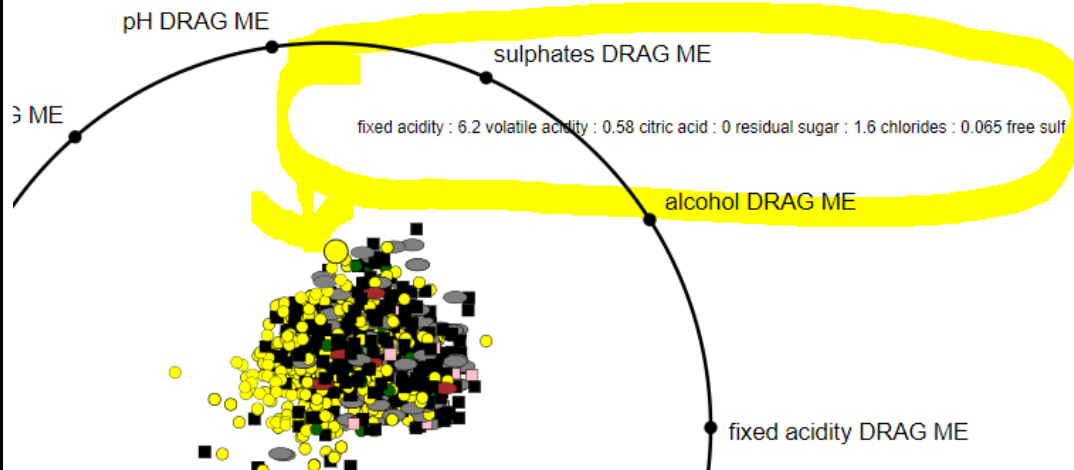 pH DRAG ME
sulphates DRAG ME
ME
fixed acidity : 6.2 volatile acidity : 0.58 citric acid : 0 residual sugar : 1.6 chlorides : 0.065 free sulf
alcohol DRAG ME
fixed acidity DRAG ME